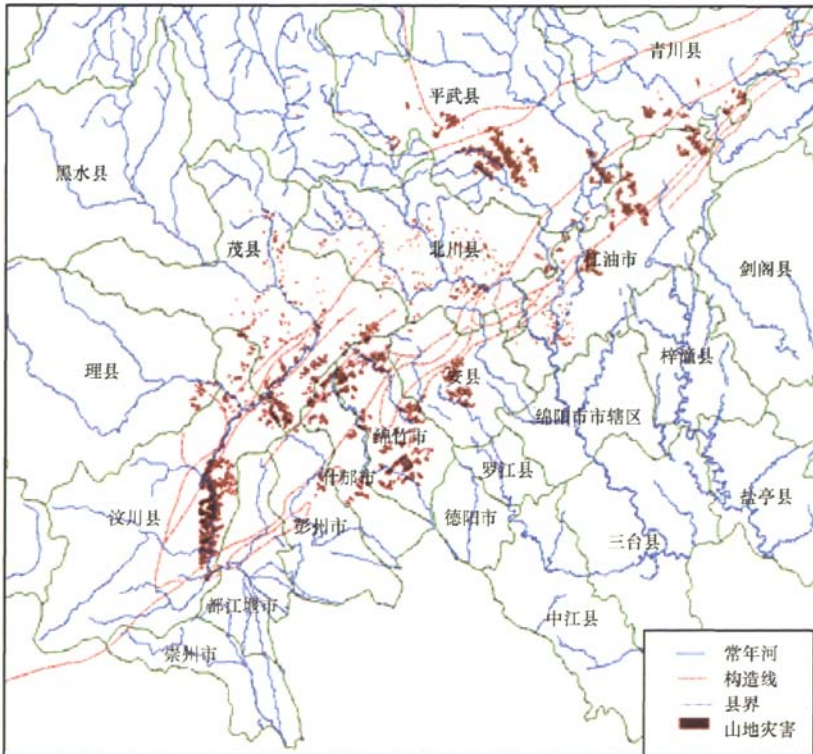 青川县
平武县
黑水县
茂县
北川县
江油市
剑阁县
理县
梓潼县
安县
绵阳市市辖区
绵竹市
罗江县
什邡市
盐亭县
汶川县
彭州市
德阳市
三台县
都江堰市
中江县
崇州市
常年河
构造线
县界
山地灾害